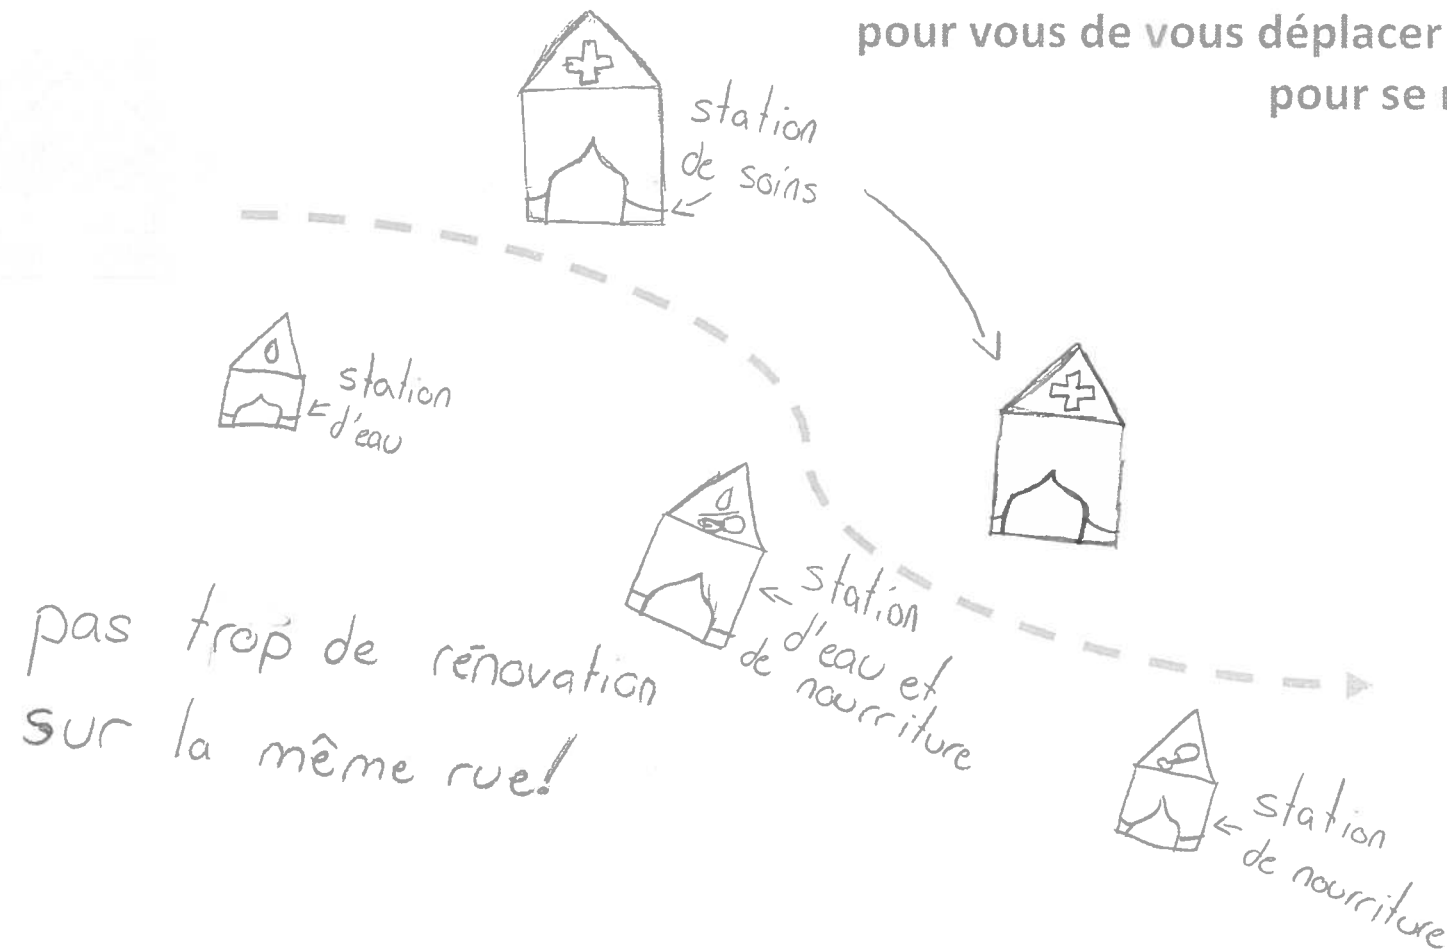 pour vous de vous déplacer
pour se
station
de soins
station
d'eau
station
d'eau et
de nourriture
pas trop de rénovation
sur la même rue!
station
de nourriture